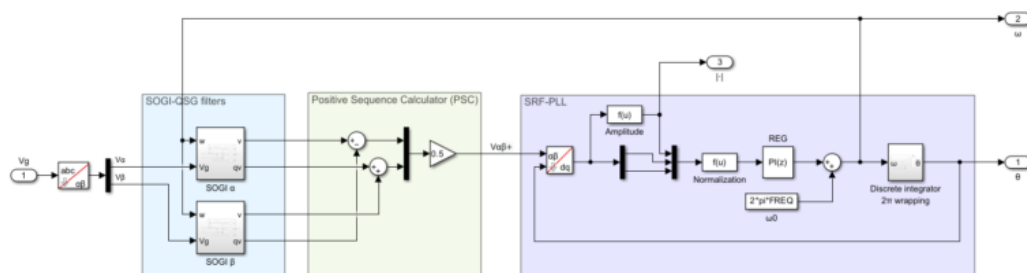 2
ω
3
|·|
SOGI-QSG filters
Positive Sequence Calculator (PSC)
SRF-PLL
f(u)
Amplitude
REG
w
v
Vg
qv
SOGI α
Vg
1
abc
αβ
Vα
Vβ
0.5
Vαβ+
αβ
dq
f(u)
Normalization
PI(z)
ω
θ
Discrete integrator
2π wrapping
1
θ
2*pi*FREQ
ω0
w
v
Vg
qv
SOGI β